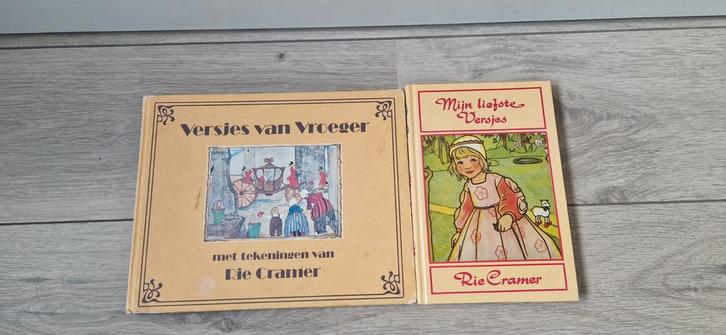 Versjes van Vroeger
met tekeningen van
Rie Cramer
Mijn liefste
Versjes
Rie Cramer